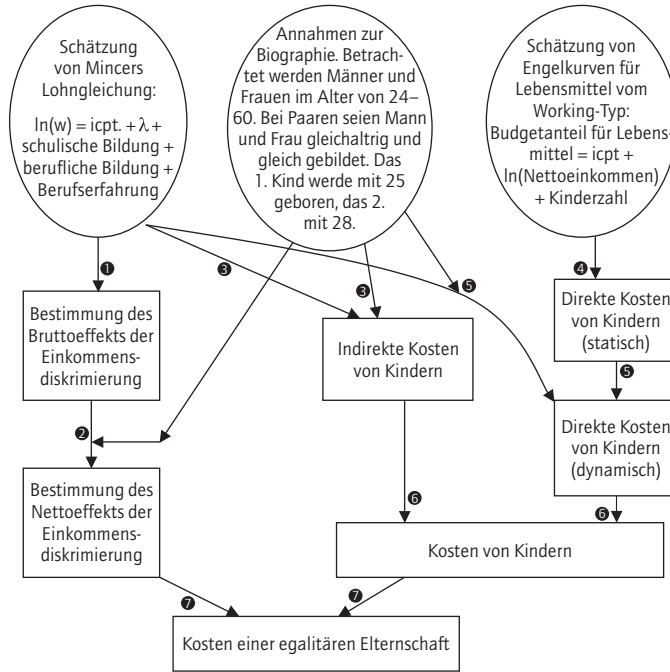 Schätzung
von Mincers
Lohngleichung:
ln(w) = icpt. + λ +
schulische Bildung +
berufliche Bildung +
Berufserfahrung
Annahmen zur
Biographie. Betrach-
tet werden Männer und
Frauen im Alter von 24–
60. Bei Paaren seien Mann
und Frau gleichaltrig und
gleich gebildet. Das
1. Kind werde mit 25
geboren, das 2.
mit 28.
Schätzung von
Engelkurven für
Lebensmittel vom
Working-Typ:
Budgetanteil für Lebens-
mittel = icpt +
ln(Nettoeinkommen)
+ Kinderzahl
❶
❸
❸
❺
❹
Bestimmung des
Bruttoeffekts der
Einkommens-
diskrimierung
Indirekte Kosten
von Kindern
Direkte Kosten
von Kindern
(statisch)
❺
❷
Direkte Kosten
von Kindern
(dynamisch)
Bestimmung des
Nettoeffekts der
Einkommens-
diskrimierung
❻
❻
Kosten von Kindern
❼
❼
Kosten einer egalitären Elternschaft